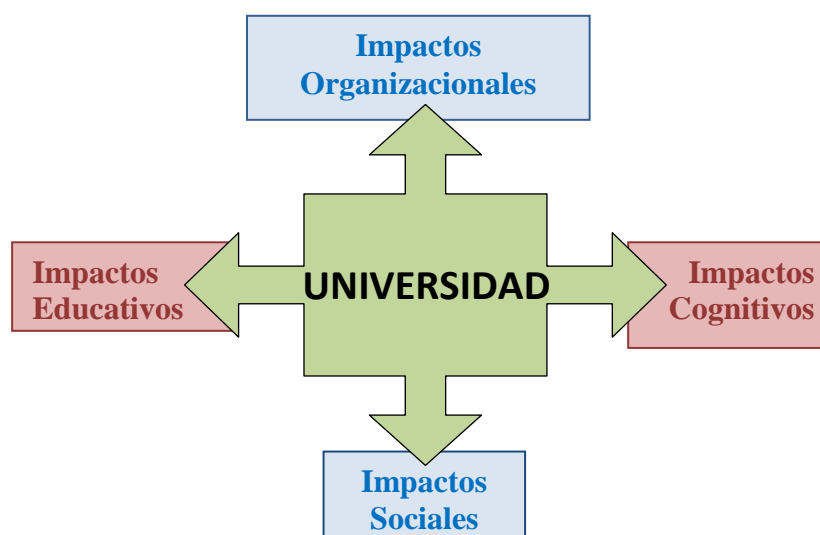 Impactos
Organizacionales
Impactos
Educativos
UNIVERSIDAD
Impactos
Cognitivos
Impactos
Sociales